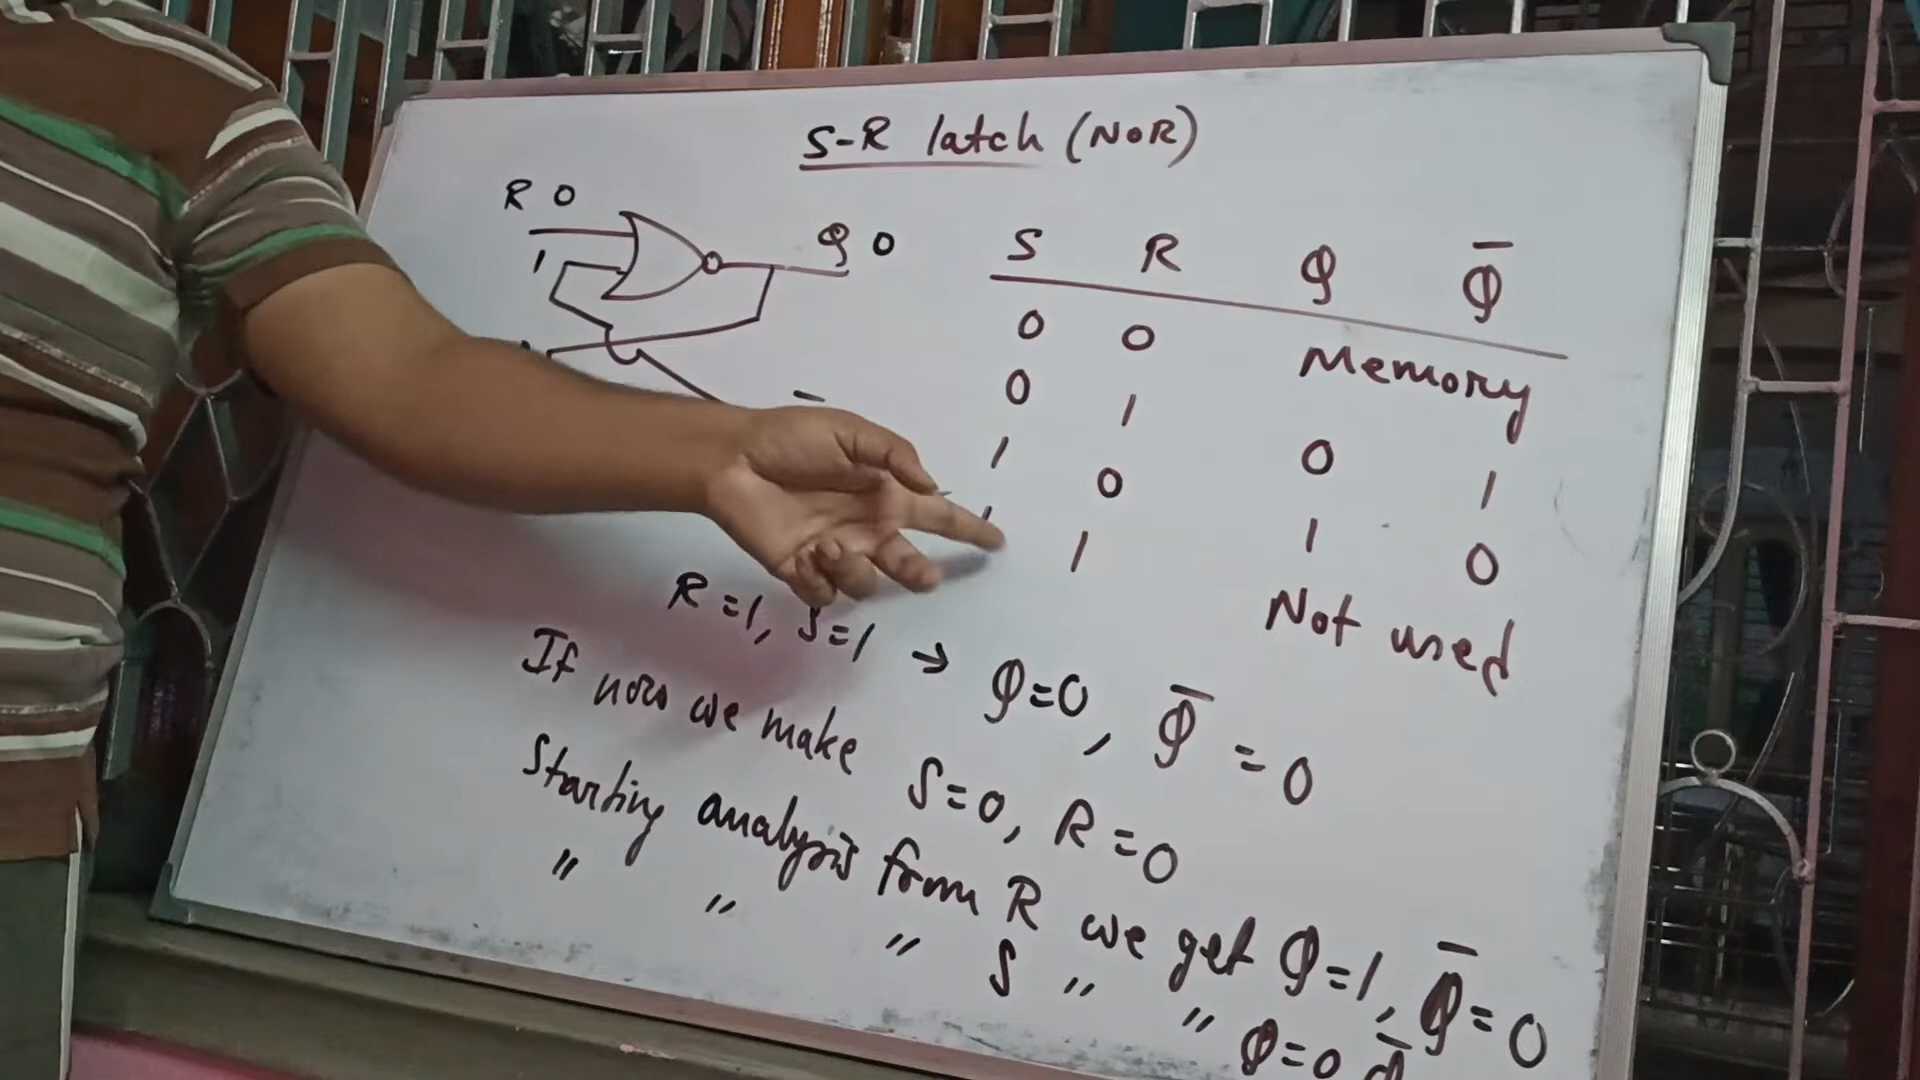 S-R latch (NOR)
R 0
1
Q 0
S R Q Q̅
0 0 Memory
0 1 0 1
1 0 1 0
1 1 Not used
R=1, S=1 → Q=0, Q̅=0
If now we make S=0, R=0
Starting analysis from R we get Q=1, Q̅=0
" " " S " " Q=0